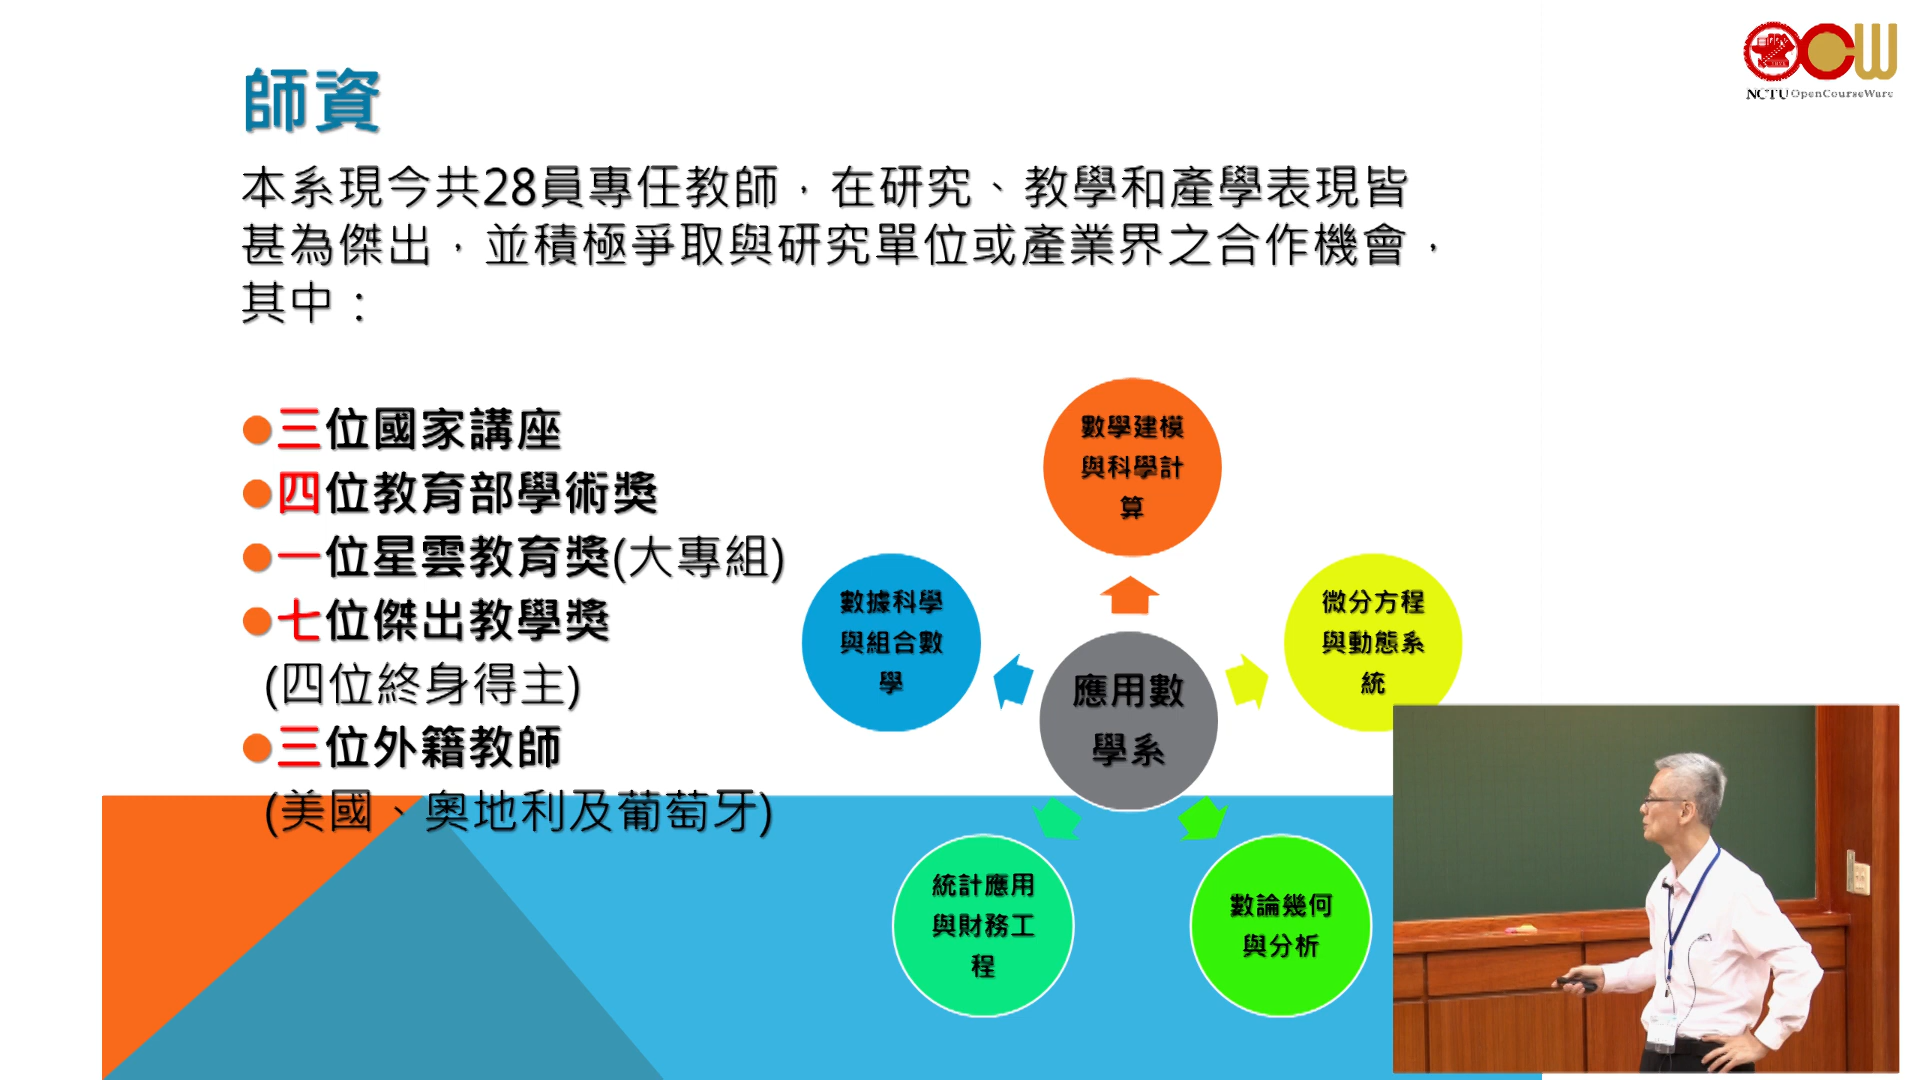 師資
本系現今共28員專任教師，在研究、教學和產學表現皆
甚為傑出，並積極爭取與研究單位或產業界之合作機會，
其中：
●三位國家講座
●四位教育部學術獎
●一位星雲教育獎(大專組)
●七位傑出教學獎
(四位終身得主)
●三位外籍教師
(美國、奧地利及葡萄牙)
數學建模
與科學計
算
數據科學
與組合數
學
微分方程
與動態系
統
應用數
學系
統計應用
與財務工
程
數論幾何
與分析
OCW
NCTU OpenCourseWare